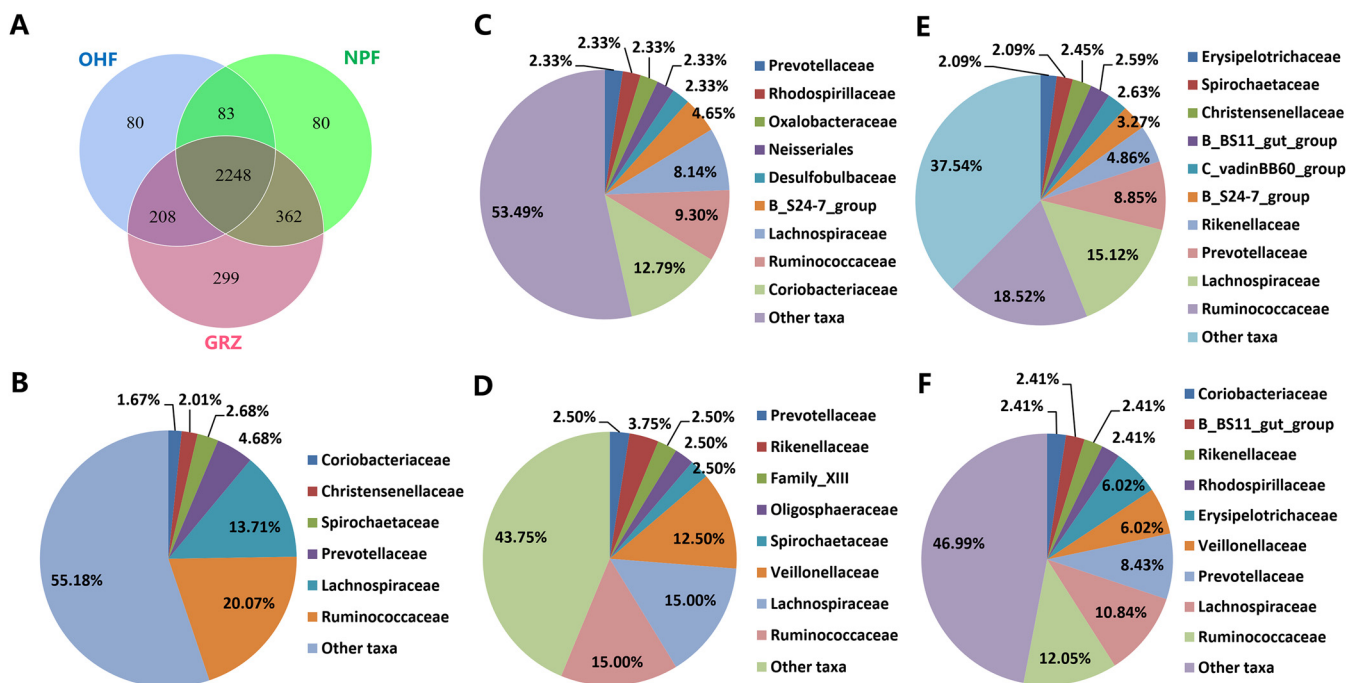 A
OHF
NPF
80
83
80
2248
208
362
299
GRZ
B
1.67%
2.01%
2.68%
4.68%
13.71%
20.07%
55.18%
Coriobacteriaceae
Christensenellaceae
Spirochaetaceae
Prevotellaceae
Lachnospiraceae
Ruminococcaceae
Other taxa
C
2.33%
2.33%
2.33%
2.33%
2.33%
4.65%
8.14%
9.30%
12.79%
53.49%
Prevotellaceae
Rhodospirillaceae
Oxalobacteraceae
Neisseriales
Desulfobulbaceae
B_S24-7_group
Lachnospiraceae
Ruminococcaceae
Coriobacteriaceae
Other taxa
D
2.50%
3.75%
2.50%
2.50%
2.50%
12.50%
15.00%
15.00%
43.75%
Prevotellaceae
Rikenellaceae
Family_XIII
Oligosphaeraceae
Spirochaetaceae
Veillonellaceae
Lachnospiraceae
Ruminococcaceae
Other taxa
E
2.09%
2.09%
2.45%
2.59%
2.63%
3.27%
4.86%
8.85%
15.12%
18.52%
37.54%
Erysipelotrichaceae
Spirochaetaceae
Christensenellaceae
B_BS11_gut_group
C_vadinBB60_group
B_S24-7_group
Rikenellaceae
Prevotellaceae
Lachnospiraceae
Ruminococcaceae
Other taxa
F
2.41%
2.41%
2.41%
2.41%
6.02%
6.02%
8.43%
10.84%
12.05%
46.99%
Coriobacteriaceae
B_BS11_gut_group
Rikenellaceae
Rhodospirillaceae
Erysipelotrichaceae
Veillonellaceae
Prevotellaceae
Lachnospiraceae
Ruminococcaceae
Other taxa